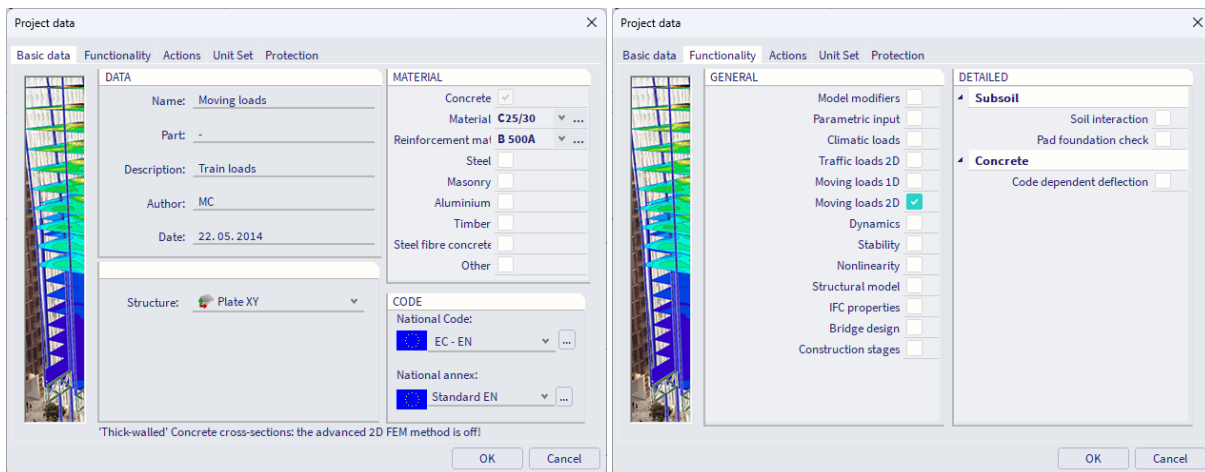 Project data
Basic data Functionality Actions Unit Set Protection
DATA
Name: Moving loads
Part: -
Description: Train loads
Author: MC
Date: 22. 05. 2014
Structure: Plate XY
MATERIAL
Concrete
Material C25/30 ...
Reinforcement mat B 500A ...
Steel
Masonry
Aluminium
Timber
Steel fibre concrete
Other
CODE
National Code:
EC - EN ...
National annex:
Standard EN ...
'Thick-walled' Concrete cross-sections: the advanced 2D FEM method is off!
OK Cancel
Project data
Basic data Functionality Actions Unit Set Protection
GENERAL
Model modifiers
Parametric input
Climatic loads
Traffic loads 2D
Moving loads 1D
Moving loads 2D
Dynamics
Stability
Nonlinearity
Structural model
IFC properties
Bridge design
Construction stages
DETAILED
Subsoil
Soil interaction
Pad foundation check
Concrete
Code dependent deflection
OK Cancel